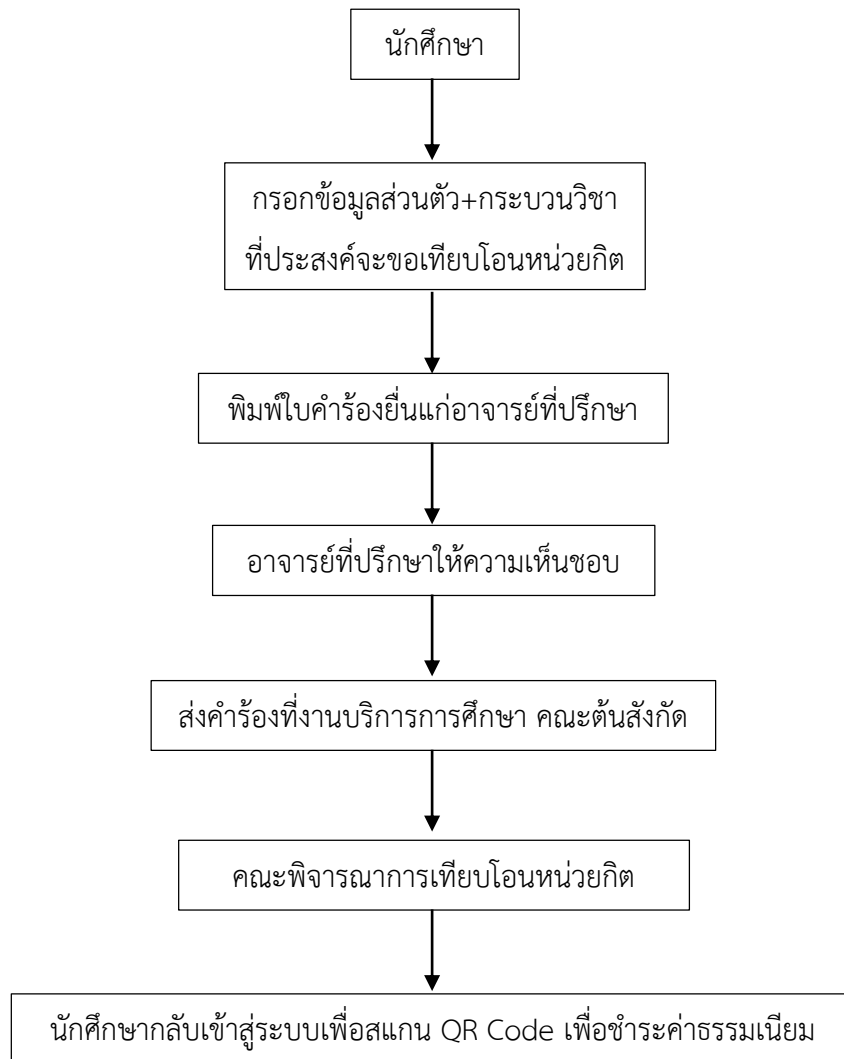 นักศึกษา
กรอกข้อมูลส่วนตัว+กระบวนวิชา
ที่ประสงค์จะขอเทียบโอนหน่วยกิต
พิมพ์ใบคำร้องยื่นแก่อาจารย์ที่ปรึกษา
อาจารย์ที่ปรึกษาให้ความเห็นชอบ
ส่งคำร้องที่งานบริการการศึกษา คณะต้นสังกัด
คณะพิจารณาการเทียบโอนหน่วยกิต
นักศึกษากลับเข้าสู่ระบบเพื่อสแกน QR Code เพื่อชำระค่าธรรมเนียม